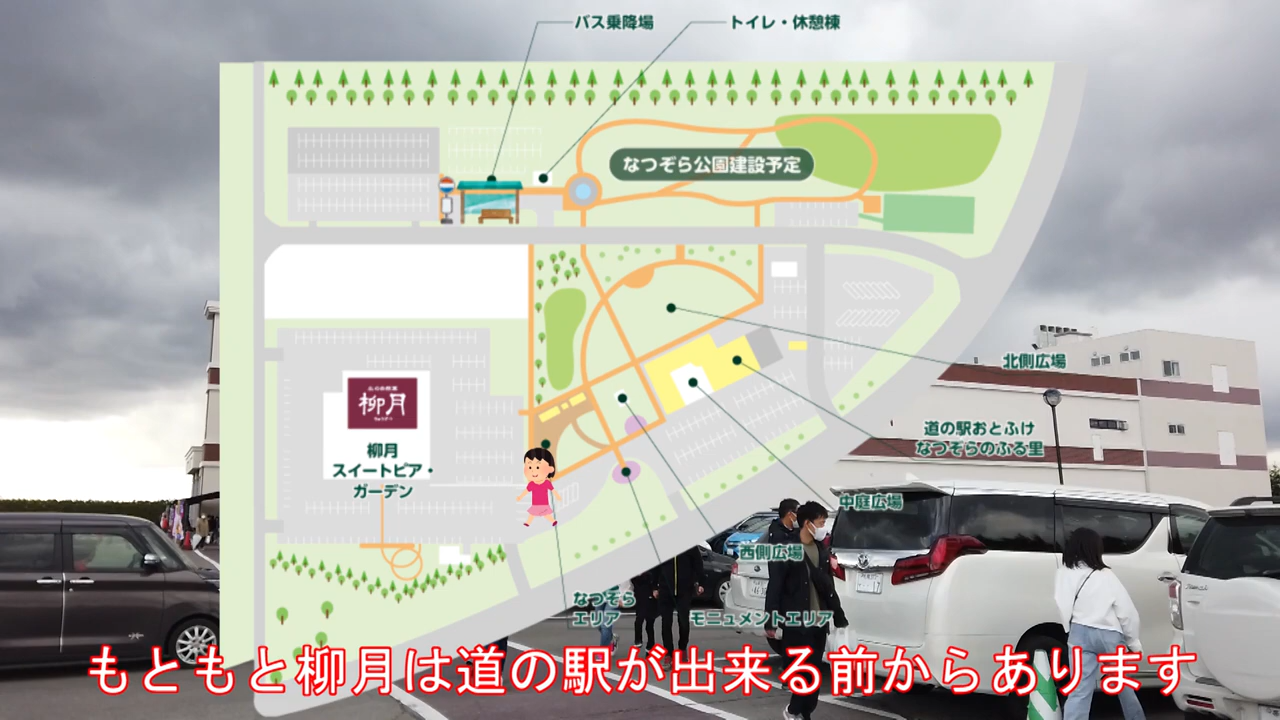 バス乗降場
トイレ・休憩棟
なつぞら公園建設予定
北側広場
柳月
柳月
スイートピア・
ガーデン
道の駅おとふけ
なつぞらのふる里
中庭広場
西側広場
なつぞら
エリア
モニュメントエリア
もともと柳月は道の駅が出来る前からあります